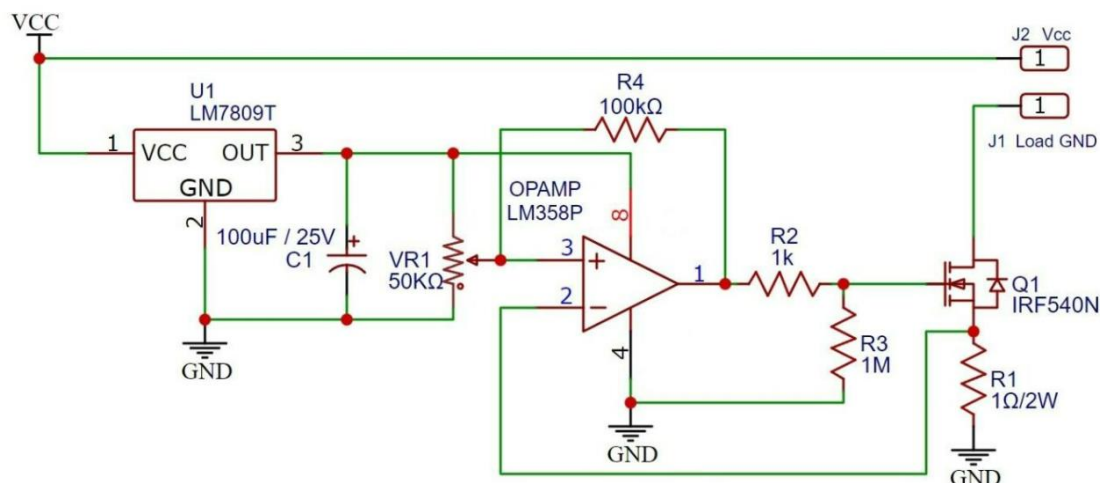 VCC
J2 Vcc
1
R4
100kΩ
U1
LM7809T
1
J1 Load GND
1
VCC
OUT
3
GND
2
OPAMP
LM358P
8
100uF / 25V
+
C1
VR1
50KΩ
3
+
2
−
1
4
R2
1k
Q1
IRF540N
R3
1M
R1
1Ω/2W
GND
GND
GND